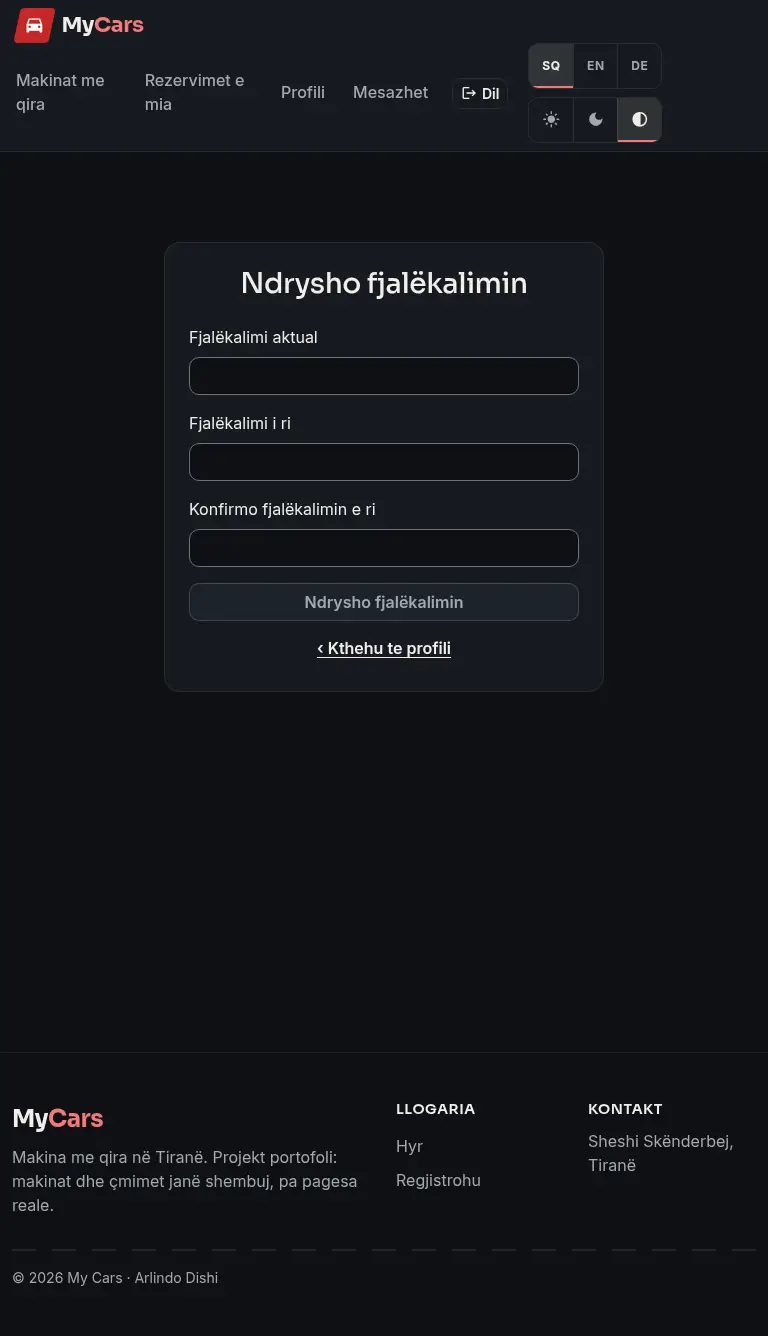 MyCars
Makinat me
qira
Rezervimet e
mia
Profili
Mesazhet
Dil
SQ
EN
DE
Ndrysho fjalëkalimin
Fjalëkalimi aktual
Fjalëkalimi i ri
Konfirmo fjalëkalimin e ri
Ndrysho fjalëkalimin
‹ Kthehu te profili
MyCars
Makina me qira në Tiranë. Projekt portofoli:
makinat dhe çmimet janë shembuj, pa pagesa
reale.
LLOGARIA
Hyr
Regjistrohu
KONTAKT
Sheshi Skënderbej,
Tiranë
© 2026 My Cars · Arlindo Dishi